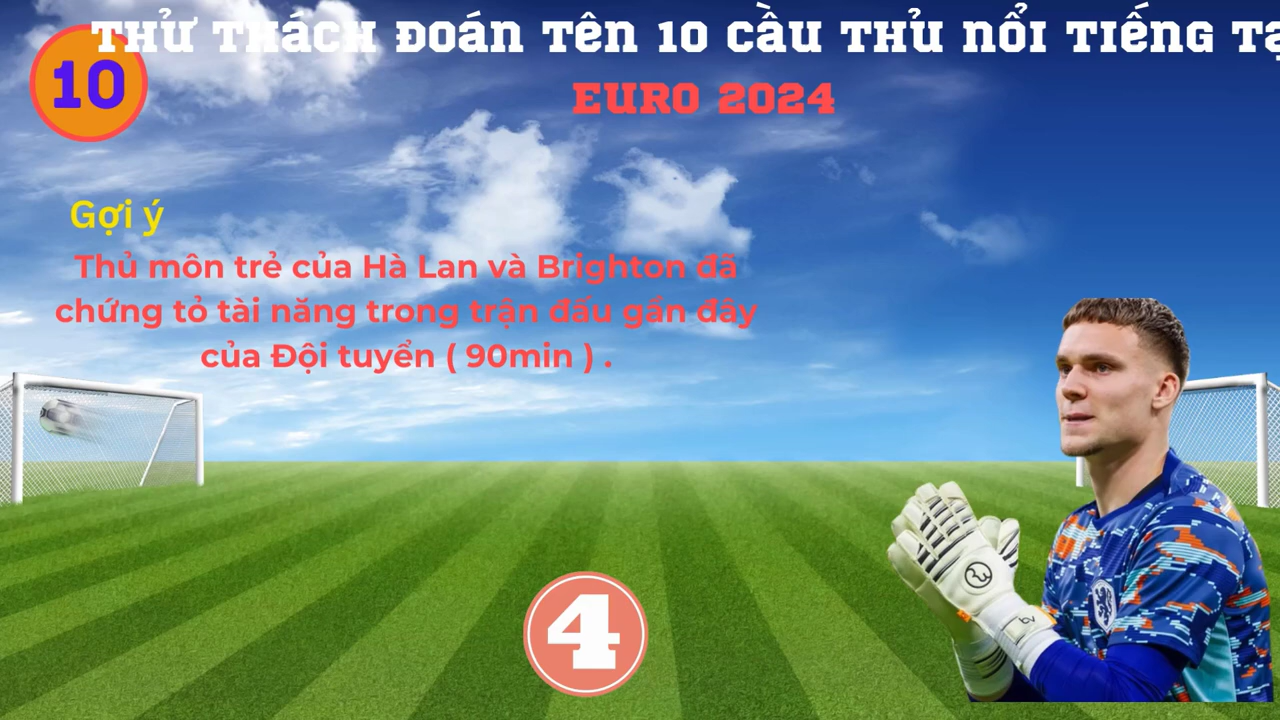 THỬ THÁCH ĐOÁN TÊN 10 CẦU THỦ NỔI TIẾNG TẠ
10
EURO 2024
Gợi ý
Thủ môn trẻ của Hà Lan và Brighton đã
chứng tỏ tài năng trong trận đấu gần đây
của Đội tuyển ( 90min ) .
4